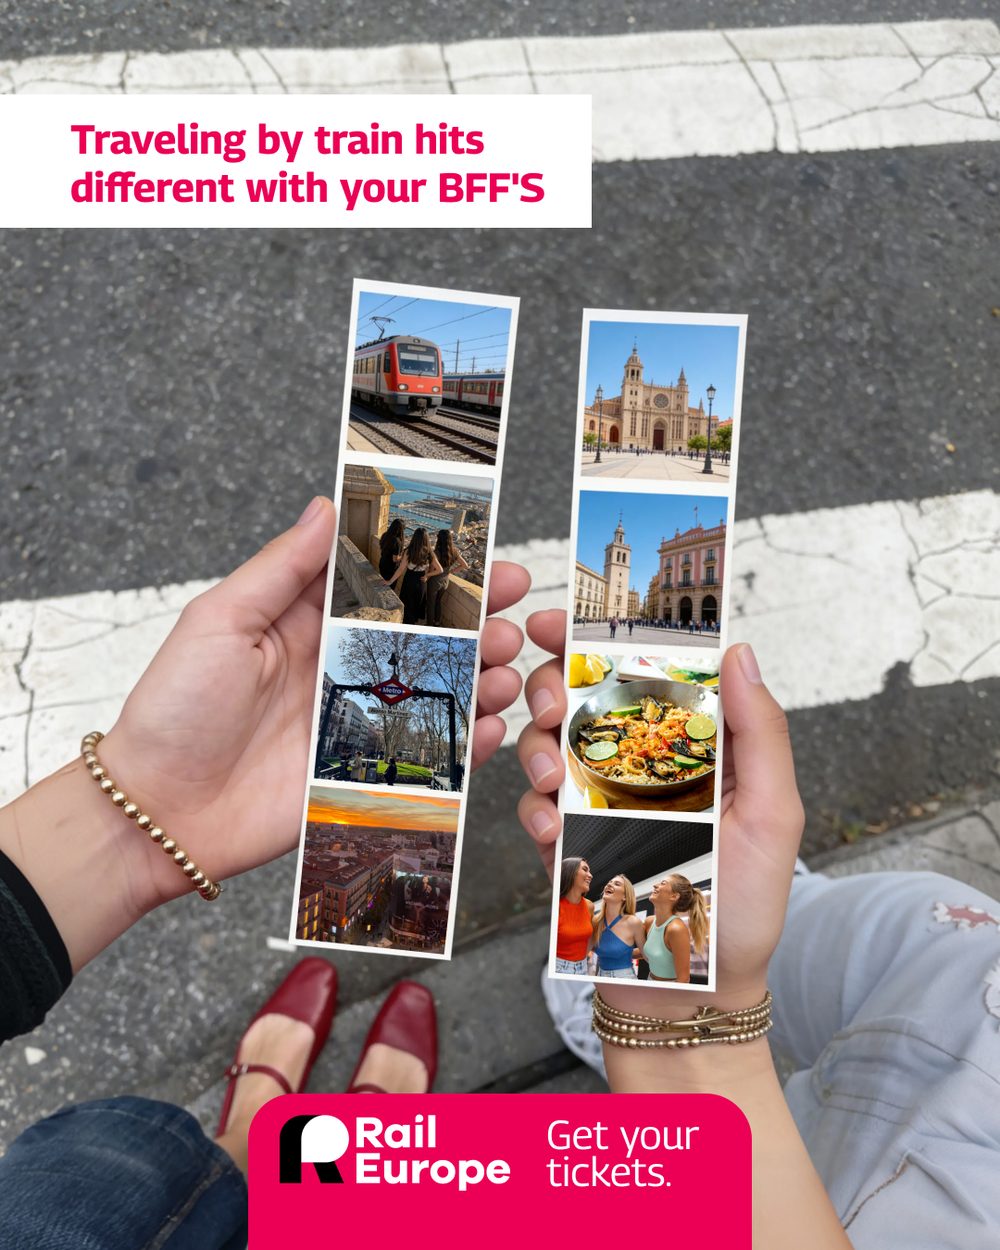 Traveling by train hits
different with your BFF'S
Metro
Rail
Europe
Get your
tickets.